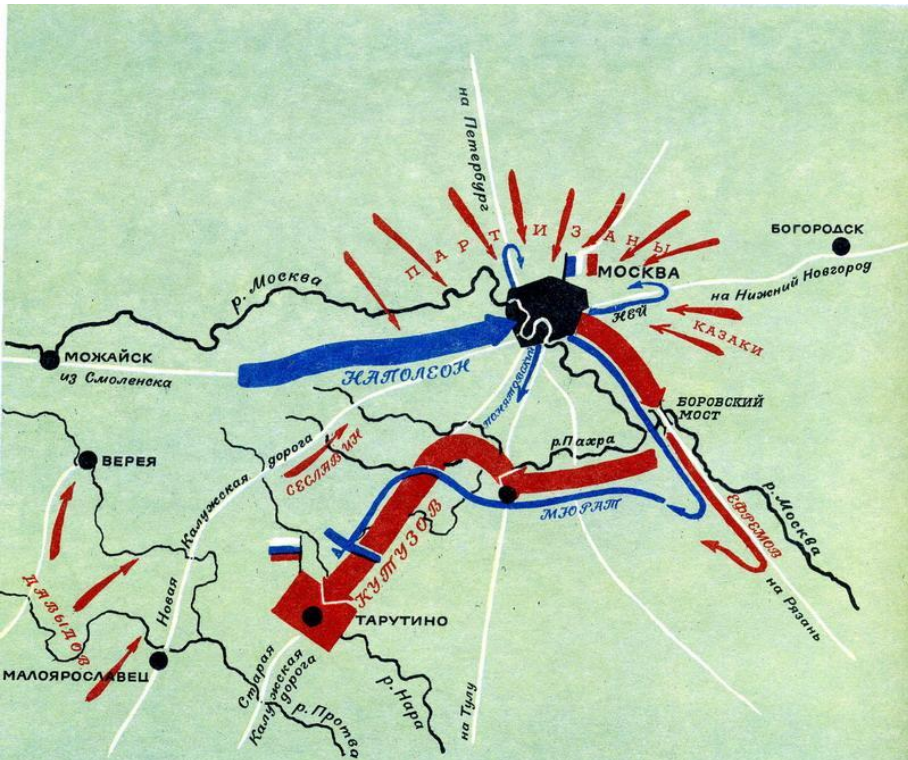 на Петербург
ПАРТИЗАНЫ
БОГОРОДСК
МОСКВА
на Нижний Новгород
р. Москва
НЕЙ
КАЗАКИ
МОЖАЙСК
из Смоленска
НАПОЛЕОН
ПОНЯТОВСКИЙ
БОРОВСКИЙ
МОСТ
р. Пахра
ВЕРЕЯ
Новая Калужская дорога
СЕСЛАВИН
МЮРАТ
ЕФРЕМОВ
р. Москва
КУТУЗОВ
на Рязань
ДАВЫДОВ
ТАРУТИНО
МАЛОЯРОСЛАВЕЦ
Старая
Калужская
дорога
р. Нара
р. Протва
на Тулу